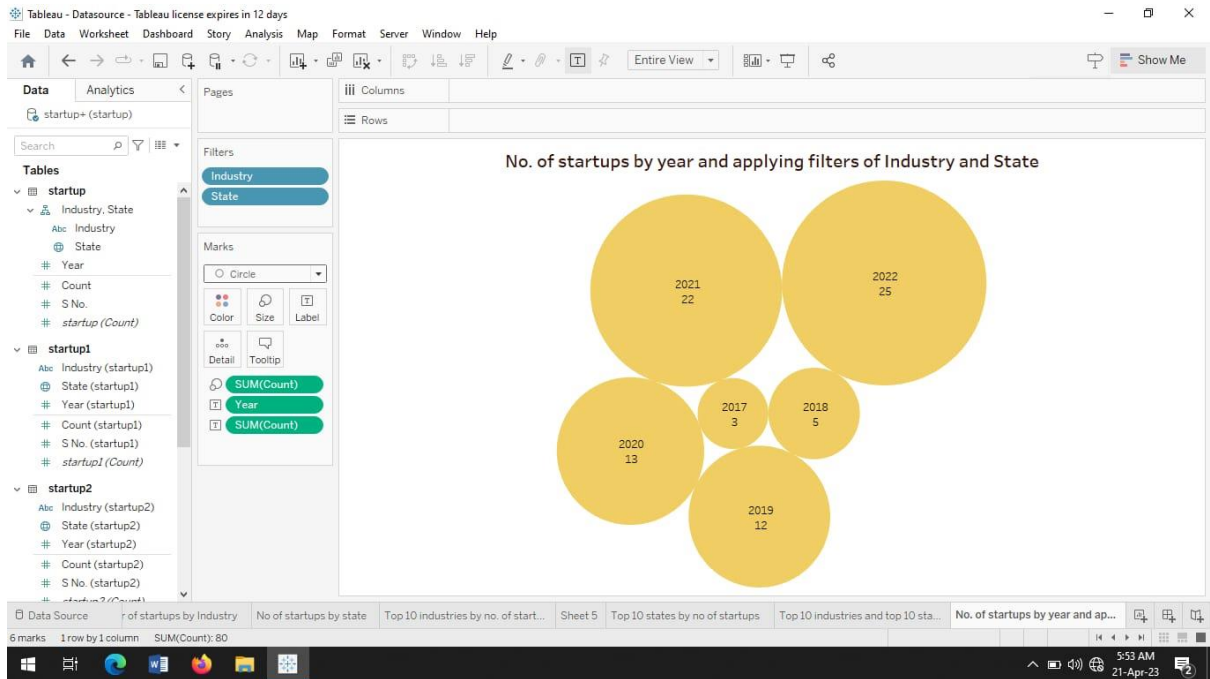 Tableau - Datasource - Tableau license expires in 12 days
File Data Worksheet Dashboard Story Analysis Map Format Server Window Help
Entire View
Show Me
Data Analytics
startup+ (startup)
Search
Tables
startup
Industry, State
Abc Industry
State
# Year
# Count
# S No.
# startup (Count)
startup1
Abc Industry (startup1)
State (startup1)
# Year (startup1)
# Count (startup1)
# S No. (startup1)
# startup1 (Count)
startup2
Abc Industry (startup2)
State (startup2)
# Year (startup2)
# Count (startup2)
# S No. (startup2)
Pages
Filters
Industry
State
Marks
Circle
Color Size Label
Detail Tooltip
SUM(Count)
T Year
T SUM(Count)
Columns
Rows
No. of startups by year and applying filters of Industry and State
2021
22
2022
25
2017
3
2018
5
2020
13
2019
12
Data Source r of startups by Industry No of startups by state Top 10 industries by no. of start... Sheet 5 Top 10 states by no of startups Top 10 industries and top 10 sta... No. of startups by year and ap...
6 marks 1 row by 1 column SUM(Count): 80
5:53 AM
21-Apr-23
2